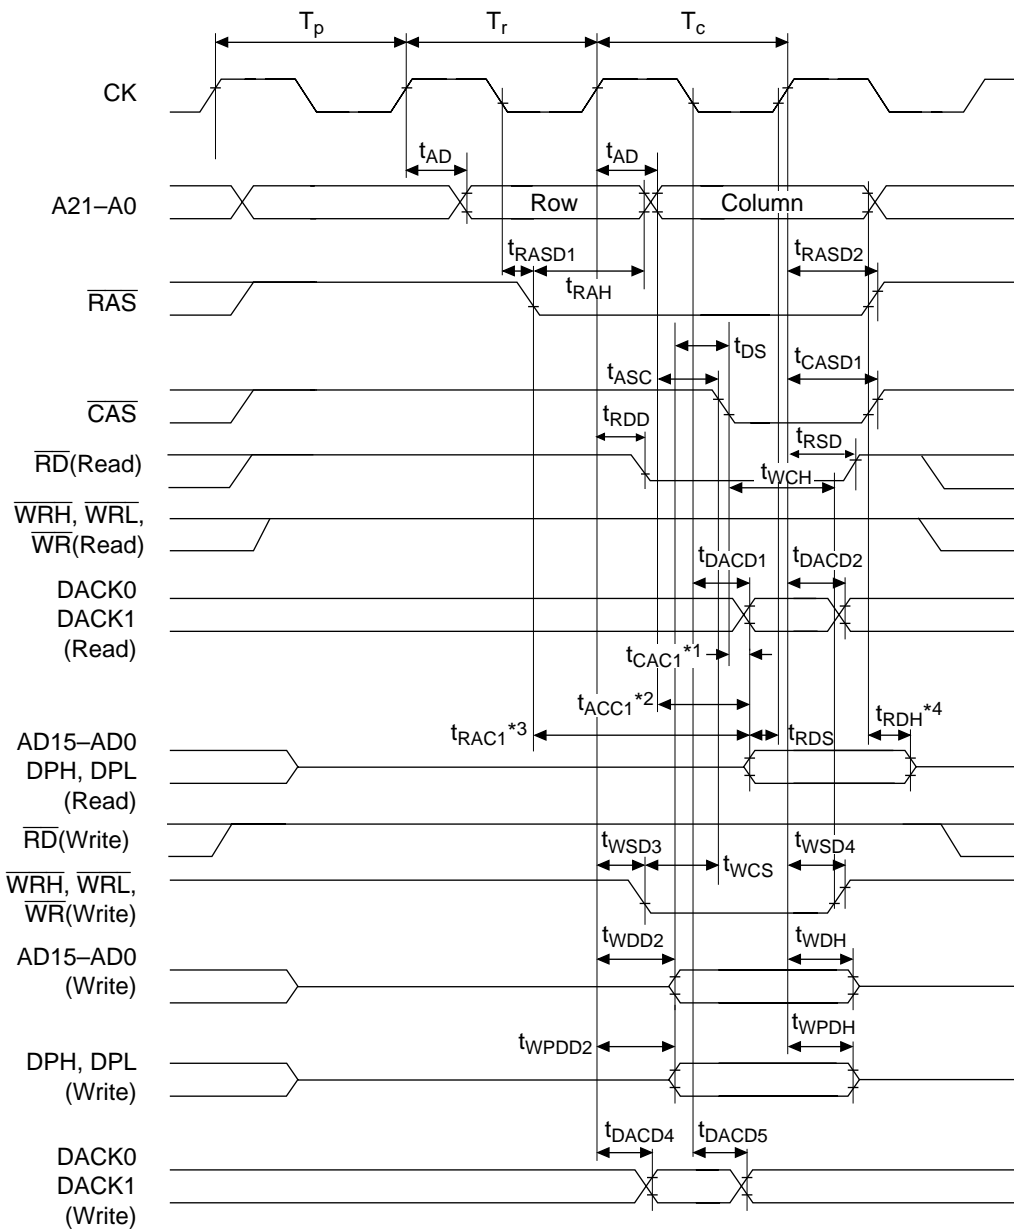 Tp Tr Tc
CK
tAD tAD
A21–A0 Row Column
tRASD1 tRASD2
tRAH
RAS
tDS
tASC tCASD1
CAS
tRDD tRSD
RD(Read)
tWCH
WRH, WRL,
WR(Read)
tDACD1 tDACD2
DACK0
DACK1
(Read)
tCAC1*1
tACC1*2
tRAC1*3 tRDS tRDH*4
AD15–AD0
DPH, DPL
(Read)
RD(Write)
tWSD3 tWCS tWSD4
WRH, WRL,
WR(Write)
tWDD2 tWDH
AD15–AD0
(Write)
tWPDD2 tWPDH
DPH, DPL
(Write)
tDACD4 tDACD5
DACK0
DACK1
(Write)